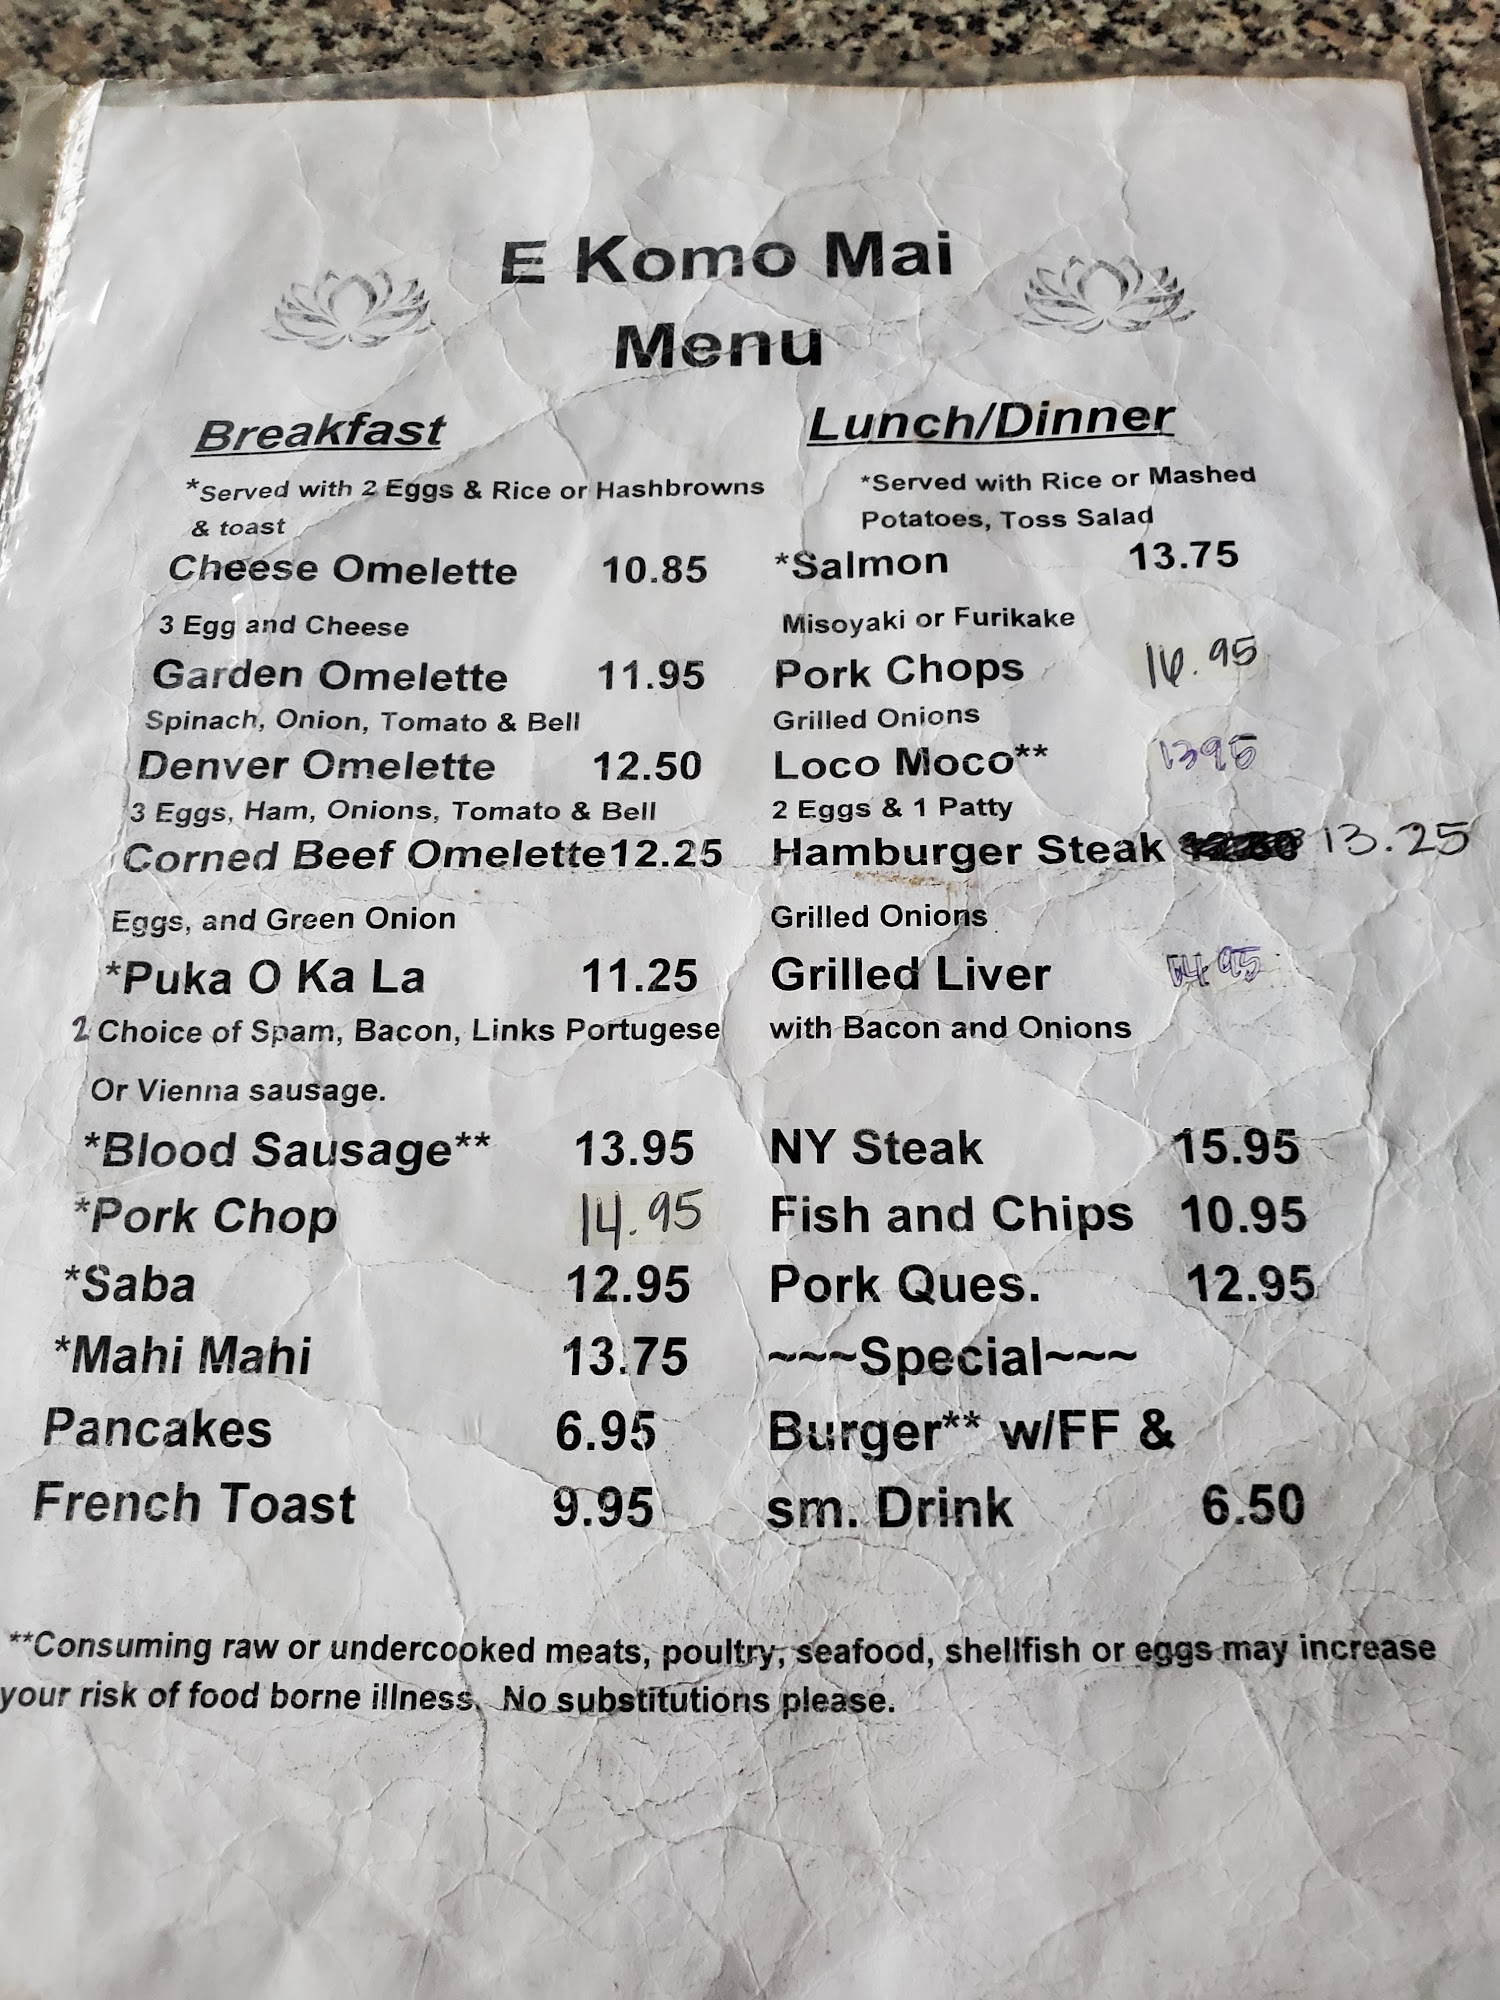 E Komo Mai
Menu
Breakfast
*Served with 2 Eggs & Rice or Hashbrowns
& toast
Cheese Omelette 10.85
3 Egg and Cheese
Garden Omelette 11.95
Spinach, Onion, Tomato & Bell
Denver Omelette 12.50
3 Eggs, Ham, Onions, Tomato & Bell
Corned Beef Omelette12.25
Eggs, and Green Onion
*Puka O Ka La 11.25
2 Choice of Spam, Bacon, Links Portugese
Or Vienna sausage.
*Blood Sausage** 13.95
*Pork Chop 14.95
*Saba 12.95
*Mahi Mahi 13.75
Pancakes 6.95
French Toast 9.95
Lunch/Dinner
*Served with Rice or Mashed
Potatoes, Toss Salad
*Salmon 13.75
Misoyaki or Furikake
Pork Chops 16.95
Grilled Onions
Loco Moco** 1395
2 Eggs & 1 Patty
Hamburger Steak 13.25
Grilled Onions
Grilled Liver 14.95
with Bacon and Onions
NY Steak 15.95
Fish and Chips 10.95
Pork Ques. 12.95
~~~Special~~~
Burger** w/FF &
sm. Drink 6.50
**Consuming raw or undercooked meats, poultry, seafood, shellfish or eggs may increase
your risk of food borne illness. No substitutions please.